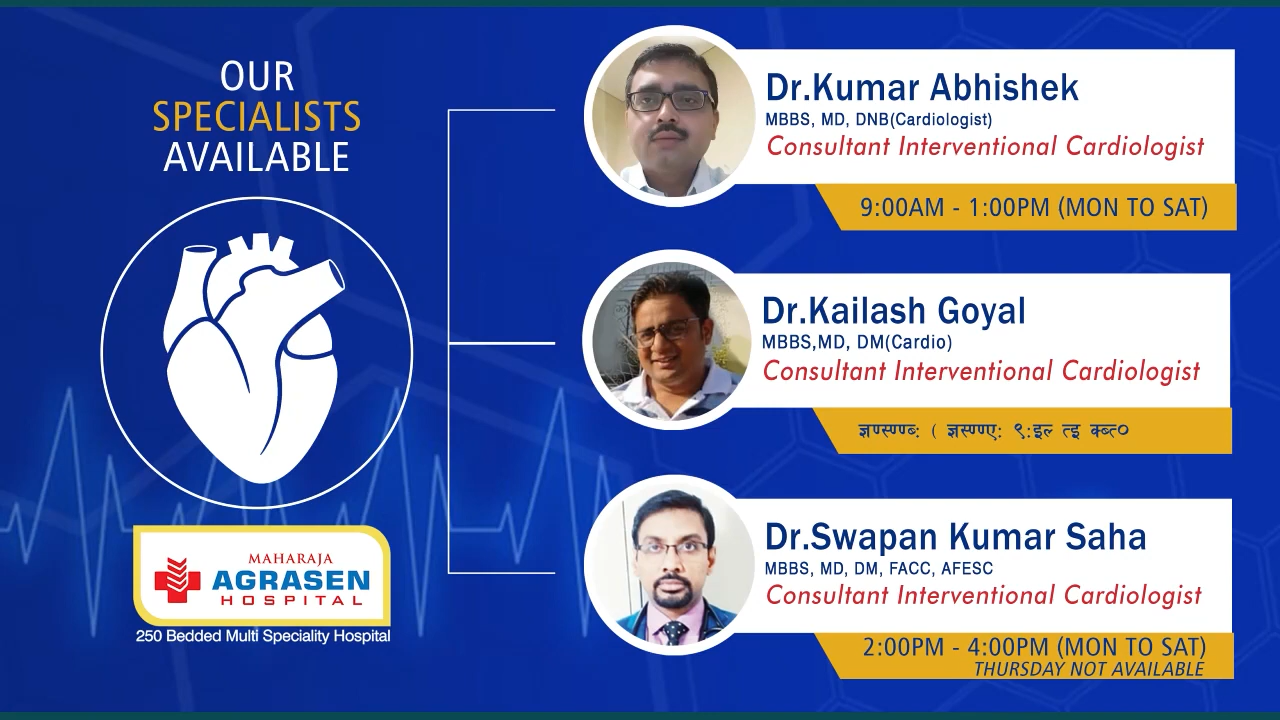 OUR
SPECIALISTS
AVAILABLE
MAHARAJA
AGRASEN
HOSPITAL
250 Bedded Multi Speciality Hospital
Dr.Kumar Abhishek
MBBS, MD, DNB(Cardiologist)
Consultant Interventional Cardiologist
9:00AM - 1:00PM (MON TO SAT)
Dr.Kailash Goyal
MBBS,MD, DM(Cardio)
Consultant Interventional Cardiologist
Dr.Swapan Kumar Saha
MBBS, MD, DM, FACC, AFESC
Consultant Interventional Cardiologist
2:00PM - 4:00PM (MON TO SAT)
THURSDAY NOT AVAILABLE